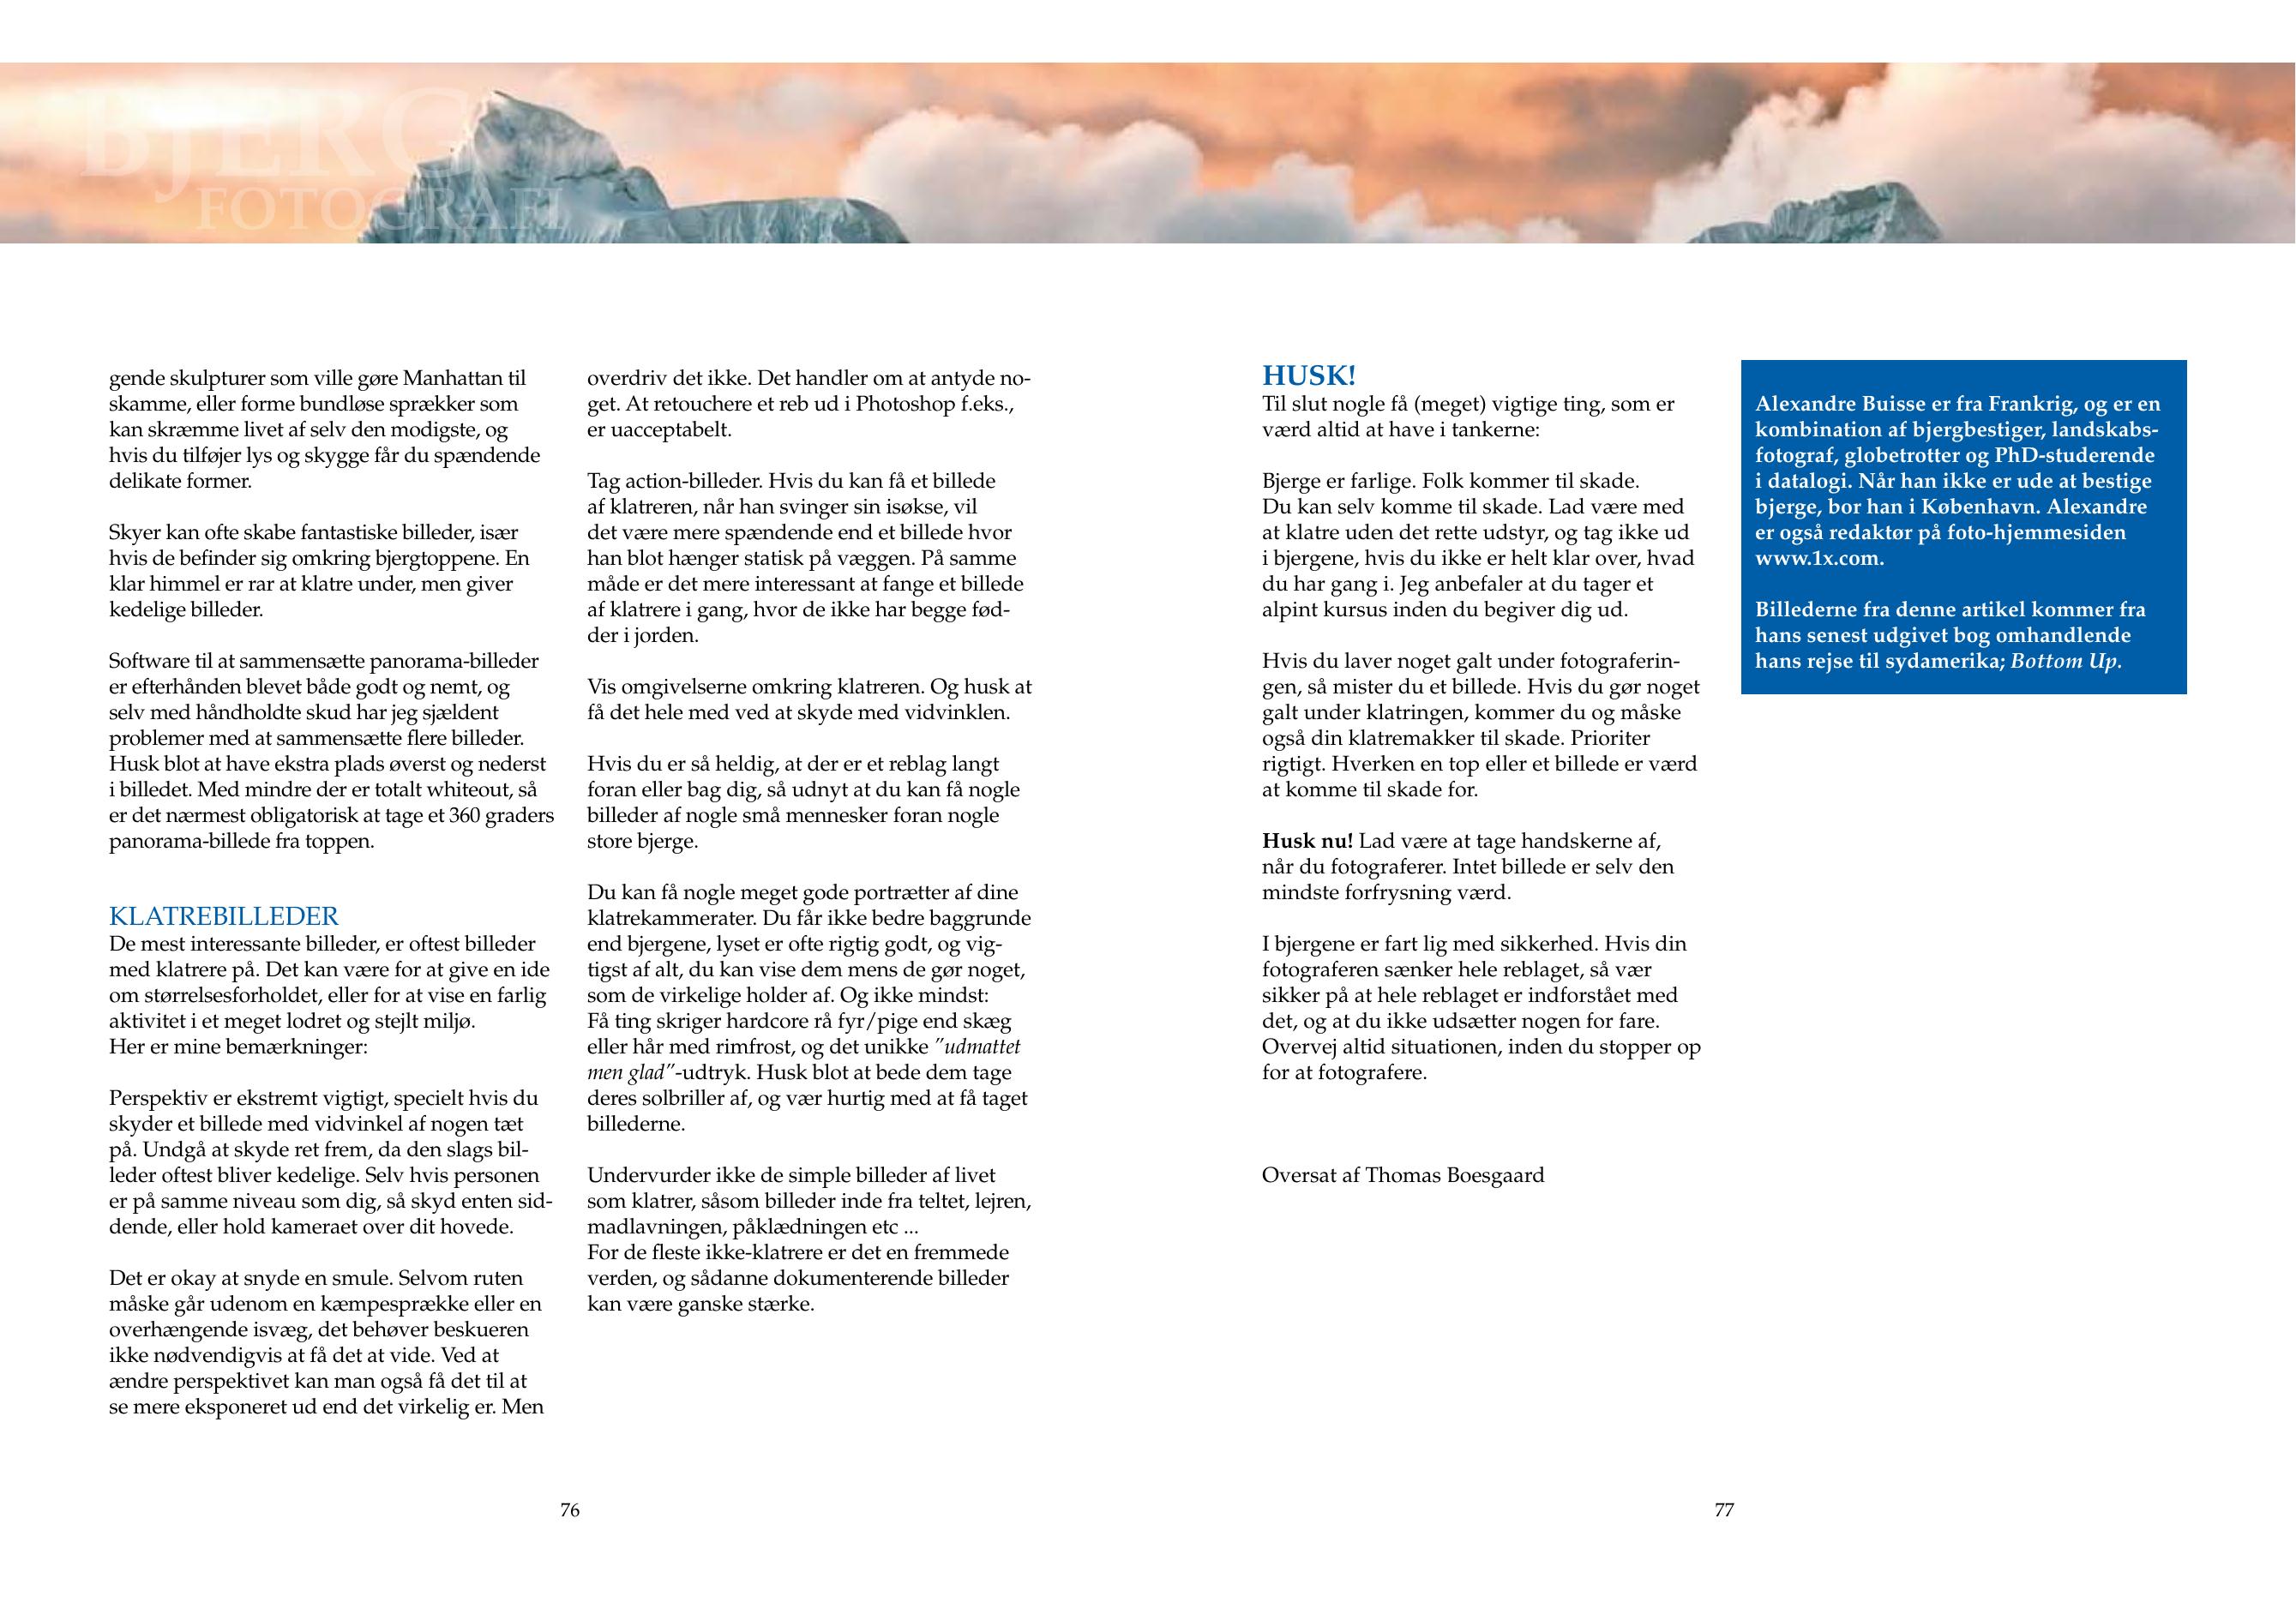 BJERG
FOTOGRAFI
gende skulpturer som ville gøre Manhattan til
skamme, eller forme bundløse sprækker som
kan skræmme livet af selv den modigste, og
hvis du tilføjer lys og skygge får du spændende
delikate former.
Skyer kan ofte skabe fantastiske billeder, især
hvis de befinder sig omkring bjergtoppene. En
klar himmel er rar at klatre under, men giver
kedelige billeder.
Software til at sammensætte panorama-billeder
er efterhånden blevet både godt og nemt, og
selv med håndholdte skud har jeg sjældent
problemer med at sammensætte flere billeder.
Husk blot at have ekstra plads øverst og nederst
i billedet. Med mindre der er totalt whiteout, så
er det nærmest obligatorisk at tage et 360 graders
panorama-billede fra toppen.
KLATREBILLEDER
De mest interessante billeder, er oftest billeder
med klatrere på. Det kan være for at give en ide
om størrelsesforholdet, eller for at vise en farlig
aktivitet i et meget lodret og stejlt miljø.
Her er mine bemærkninger:
Perspektiv er ekstremt vigtigt, specielt hvis du
skyder et billede med vidvinkel af nogen tæt
på. Undgå at skyde ret frem, da den slags bil-
leder oftest bliver kedelige. Selv hvis personen
er på samme niveau som dig, så skyd enten sid-
dende, eller hold kameraet over dit hovede.
Det er okay at snyde en smule. Selvom ruten
måske går udenom en kæmpesprække eller en
overhængende isvæg, det behøver beskueren
ikke nødvendigvis at få det at vide. Ved at
ændre perspektivet kan man også få det til at
se mere eksponeret ud end det virkelig er. Men
overdriv det ikke. Det handler om at antyde no-
get. At retouchere et reb ud i Photoshop f.eks.,
er uacceptabelt.
Tag action-billeder. Hvis du kan få et billede
af klatreren, når han svinger sin isøkse, vil
det være mere spændende end et billede hvor
han blot hænger statisk på væggen. På samme
måde er det mere interessant at fange et billede
af klatrere i gang, hvor de ikke har begge fød-
der i jorden.
Vis omgivelserne omkring klatreren. Og husk at
få det hele med ved at skyde med vidvinklen.
Hvis du er så heldig, at der er et reblag langt
foran eller bag dig, så udnyt at du kan få nogle
billeder af nogle små mennesker foran nogle
store bjerge.
Du kan få nogle meget gode portrætter af dine
klatrekammerater. Du får ikke bedre baggrunde
end bjergene, lyset er ofte rigtig godt, og vig-
tigst af alt, du kan vise dem mens de gør noget,
som de virkelige holder af. Og ikke mindst:
Få ting skriger hardcore rå fyr/pige end skæg
eller hår med rimfrost, og det unikke ”udmattet
men glad”-udtryk. Husk blot at bede dem tage
deres solbriller af, og vær hurtig med at få taget
billederne.
Undervurder ikke de simple billeder af livet
som klatrer, såsom billeder inde fra teltet, lejren,
madlavningen, påklædningen etc ...
For de fleste ikke-klatrere er det en fremmede
verden, og sådanne dokumenterende billeder
kan være ganske stærke.
76
HUSK!
Til slut nogle få (meget) vigtige ting, som er
værd altid at have i tankerne:
Bjerge er farlige. Folk kommer til skade.
Du kan selv komme til skade. Lad være med
at klatre uden det rette udstyr, og tag ikke ud
i bjergene, hvis du ikke er helt klar over, hvad
du har gang i. Jeg anbefaler at du tager et
alpint kursus inden du begiver dig ud.
Hvis du laver noget galt under fotograferin-
gen, så mister du et billede. Hvis du gør noget
galt under klatringen, kommer du og måske
også din klatremakker til skade. Prioriter
rigtigt. Hverken en top eller et billede er værd
at komme til skade for.
Husk nu! Lad være at tage handskerne af,
når du fotograferer. Intet billede er selv den
mindste forfrysning værd.
I bjergene er fart lig med sikkerhed. Hvis din
fotograferen sænker hele reblaget, så vær
sikker på at hele reblaget er indforstået med
det, og at du ikke udsætter nogen for fare.
Overvej altid situationen, inden du stopper op
for at fotografere.
Oversat af Thomas Boesgaard
Alexandre Buisse er fra Frankrig, og er en
kombination af bjergbestiger, landskabs-
fotograf, globetrotter og PhD-studerende
i datalogi. Når han ikke er ude at bestige
bjerge, bor han i København. Alexandre
er også redaktør på foto-hjemmesiden
www.1x.com.
Billederne fra denne artikel kommer fra
hans senest udgivet bog omhandlende
hans rejse til sydamerika; Bottom Up.
77